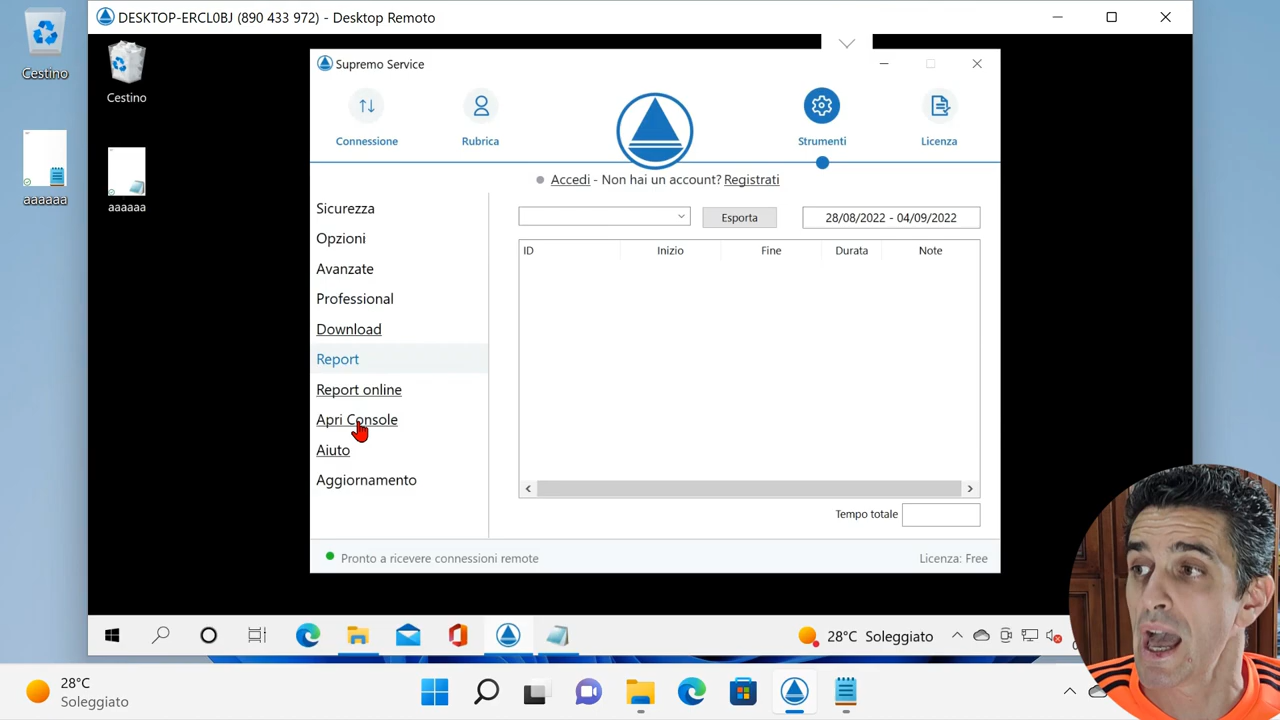 DESKTOP-ERCL0BJ (890 433 972) - Desktop Remoto
Cestino
aaaaaa
Cestino
aaaaaa
Supremo Service
Connessione
Rubrica
Strumenti
Licenza
Accedi - Non hai un account? Registrati
Sicurezza
Opzioni
Avanzate
Professional
Download
Report
Report online
Apri Console
Aiuto
Aggiornamento
Esporta
28/08/2022 - 04/09/2022
ID Inizio Fine Durata Note
Tempo totale
Pronto a ricevere connessioni remote
Licenza: Free
28°C Soleggiato
28°C
Soleggiato